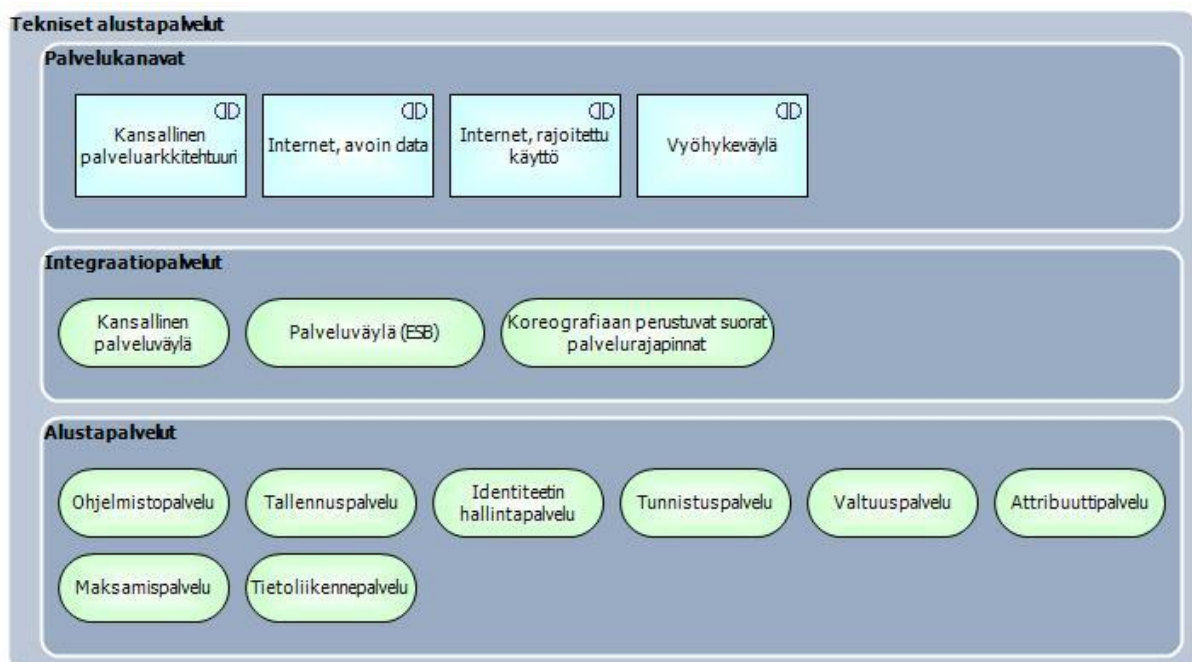 Tekniset alustapalvelut
Palvelukanavat
Kansallinen
palveluarkkitehtuuri
Internet, avoin data
Internet, rajoitettu
käyttö
Vyöhykeväylä
Integraatiopalvelut
Kansallinen
palveluväylä
Palveluväylä (ESB)
Koreografiaan perustuvat suorat
palvelurajapinnat
Alustapalvelut
Ohjelmistopalvelu
Tallennuspalvelu
Identiteetin
hallintapalvelu
Tunnistuspalvelu
Valtuuspalvelu
Attribuuttipalvelu
Maksamispalvelu
Tietoliikennepalvelu